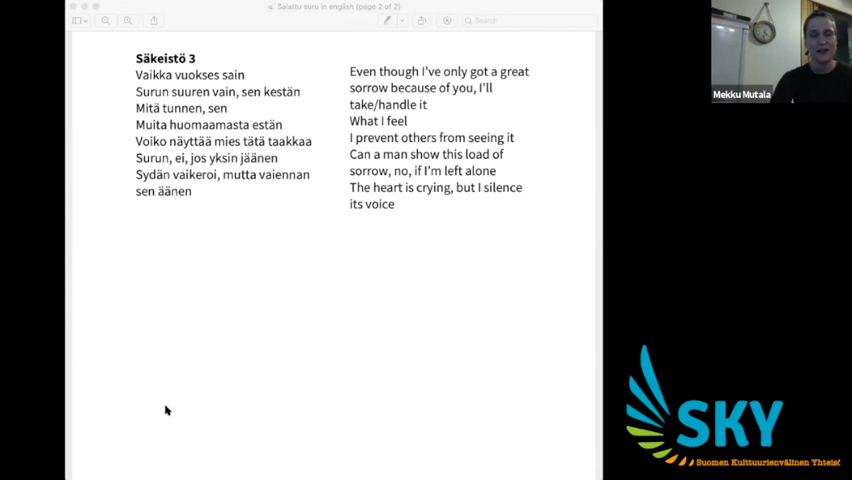 Salattu suru in english (page 2 of 2)
Search
Säkeistö 3
Vaikka vuokses sain
Surun suuren vain, sen kestän
Mitä tunnen, sen
Muita huomaamasta estän
Voiko näyttää mies tätä taakkaa
Surun, ei, jos yksin jäänen
Sydän vaikeroi, mutta vaiennan
sen äänen
Even though I've only got a great
sorrow because of you, I'll
take/handle it
What I feel
I prevent others from seeing it
Can a man show this load of
sorrow, no, if I'm left alone
The heart is crying, but I silence
its voice
Mekku Mutala
SKY
Suomen Kulttuurienvälinen Yhteis!